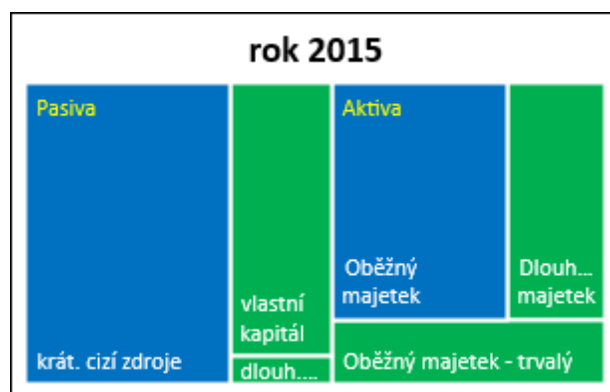 rok 2015
Pasiva
krát. cizí zdroje
vlastní
kapitál
dlouh....
Aktiva
Oběžný
majetek
Dlouh...
majetek
Oběžný majetek - trvalý